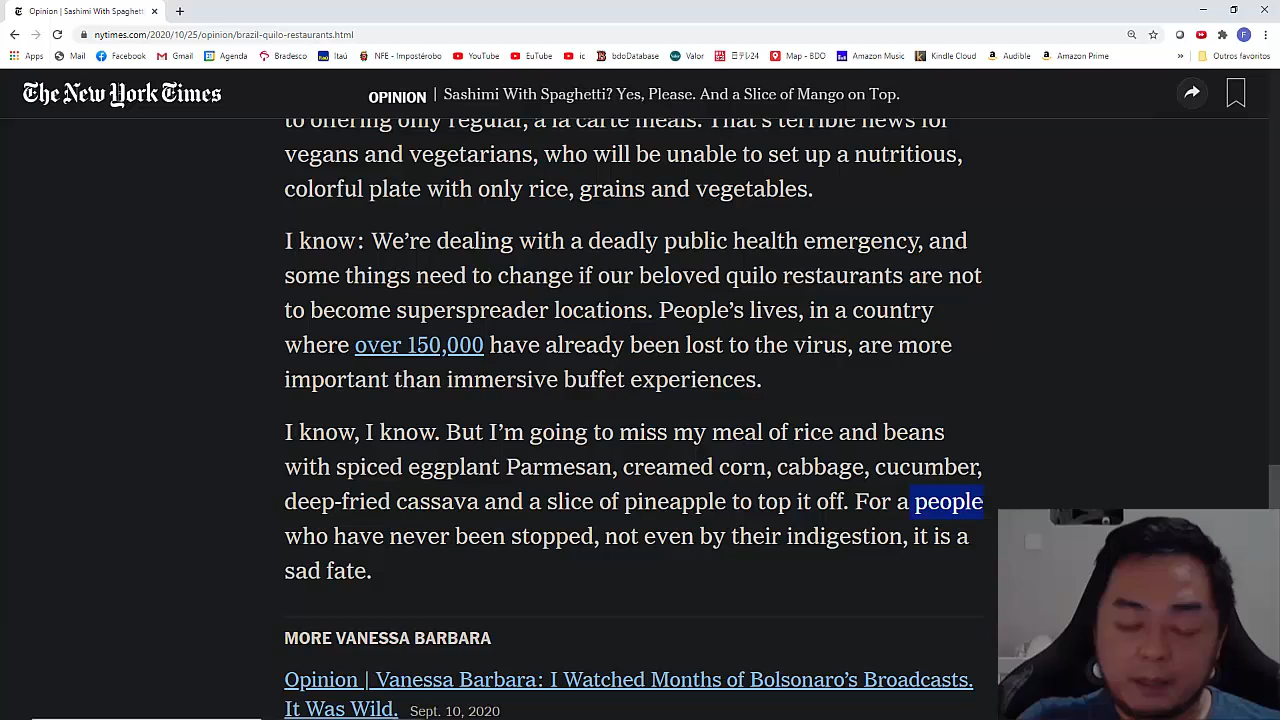 Opinion | Sashimi With Spaghetti
nytimes.com/2020/10/25/opinion/brazil-quilo-restaurants.html
F
Apps
Mail
Facebook
Gmail
Agenda
Bradesco
Itaú
NFE - Impostérobo
YouTube
EuTube
ic
bdoDatabase
Valor
Map - BDO
Amazon Music
Kindle Cloud
Audible
Amazon Prime
»
Outros favoritos
The New York Times
OPINION | Sashimi With Spaghetti? Yes, Please. And a Slice of Mango on Top.
to offering only regular, a la carte meals. That's terrible news for
vegans and vegetarians, who will be unable to set up a nutritious,
colorful plate with only rice, grains and vegetables.
I know: We're dealing with a deadly public health emergency, and
some things need to change if our beloved quilo restaurants are not
to become superspreader locations. People's lives, in a country
where over 150,000 have already been lost to the virus, are more
important than immersive buffet experiences.
I know, I know. But I'm going to miss my meal of rice and beans
with spiced eggplant Parmesan, creamed corn, cabbage, cucumber,
deep-fried cassava and a slice of pineapple to top it off. For a people
who have never been stopped, not even by their indigestion, it is a
sad fate.
MORE VANESSA BARBARA
Opinion | Vanessa Barbara: I Watched Months of Bolsonaro's Broadcasts.
It Was Wild. Sept. 10, 2020